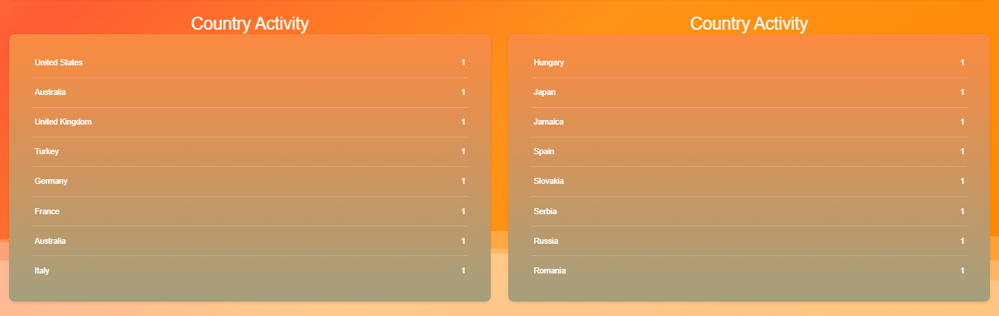 Country Activity
United States 1
Australia 1
United Kingdom 1
Turkey 1
Germany 1
France 1
Australia 1
Italy 1
Country Activity
Hungary 1
Japan 1
Jamaica 1
Spain 1
Slovakia 1
Serbia 1
Russia 1
Romania 1